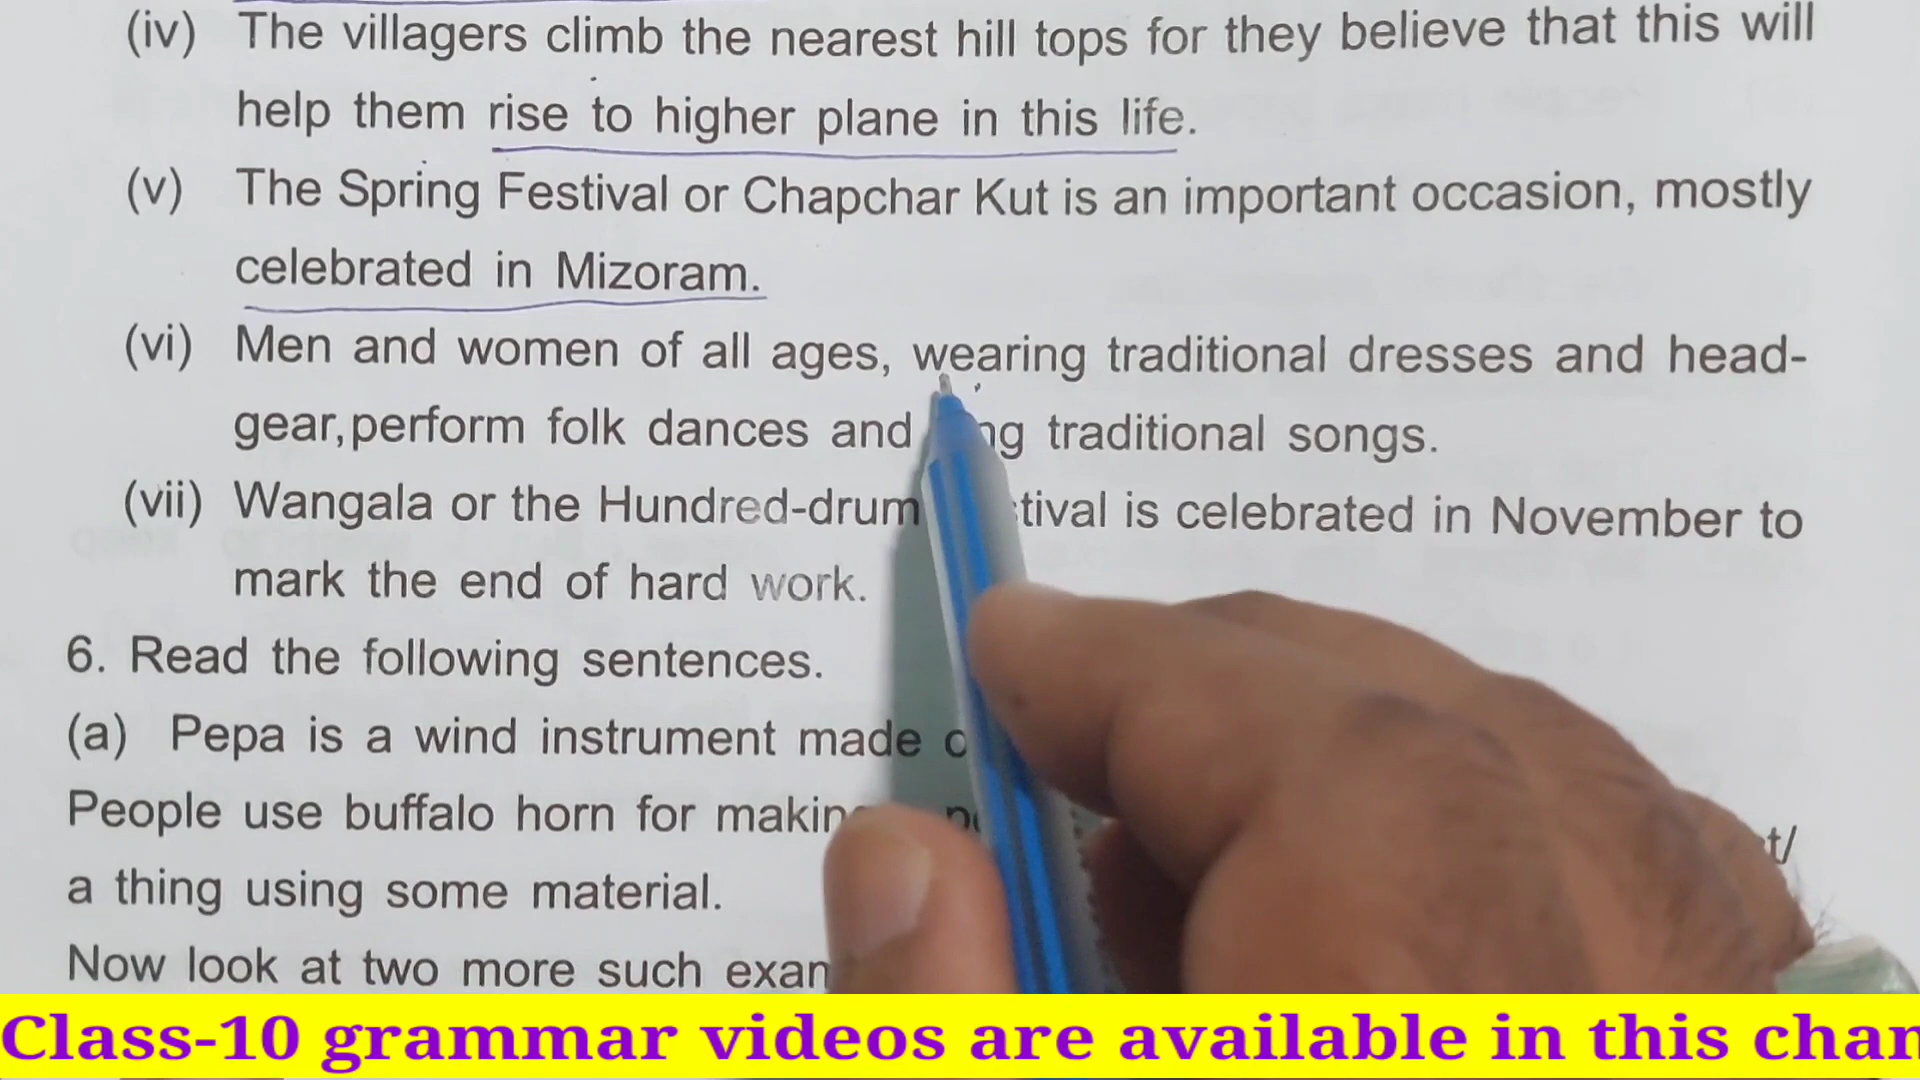 (iv) The villagers climb the nearest hill tops for they believe that this will
help them rise to higher plane in this life.
(v) The Spring Festival or Chapchar Kut is an important occasion, mostly
celebrated in Mizoram.
(vi) Men and women of all ages, wearing traditional dresses and head-
gear,perform folk dances and traditional songs.
(vii) Wangala or the Hundred-drum is celebrated in November to
mark the end of hard work.
6. Read the following sentences.
(a) Pepa is a wind instrument made
People use buffalo horn for
a thing using some material.
Now look at two more such
Class-10 grammar videos are available in this